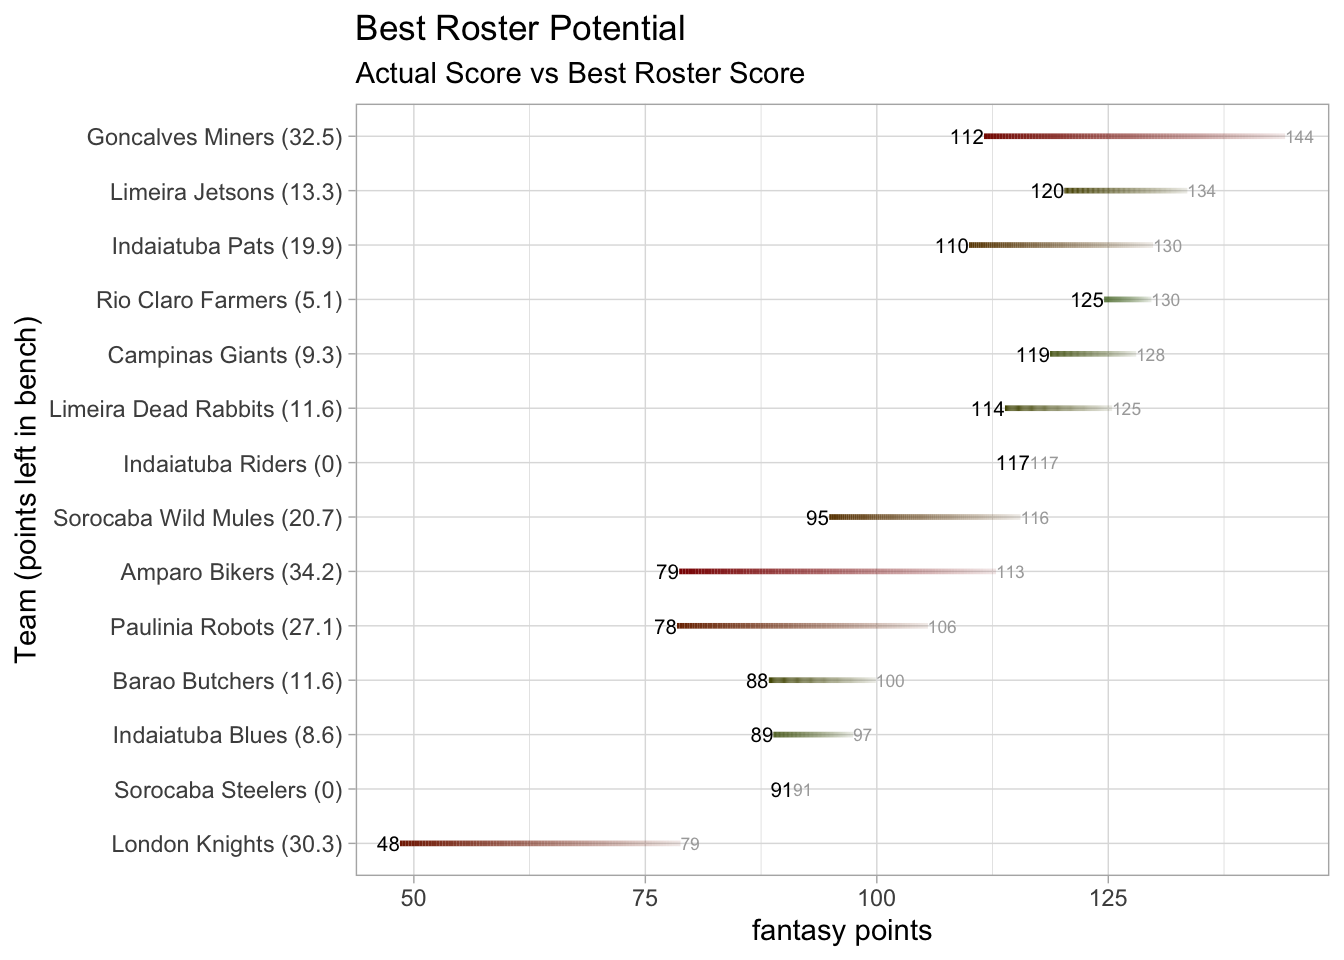 Best Roster Potential
Actual Score vs Best Roster Score
Team (points left in bench)
Goncalves Miners (32.5) 112 144
Limeira Jetsons (13.3) 120 134
Indaiatuba Pats (19.9) 110 130
Rio Claro Farmers (5.1) 125 130
Campinas Giants (9.3) 119 128
Limeira Dead Rabbits (11.6) 114 125
Indaiatuba Riders (0) 117 117
Sorocaba Wild Mules (20.7) 95 116
Amparo Bikers (34.2) 79 113
Paulinia Robots (27.1) 78 106
Barao Butchers (11.6) 88 100
Indaiatuba Blues (8.6) 89 97
Sorocaba Steelers (0) 91 91
London Knights (30.3) 48 79
50 75 100 125
fantasy points